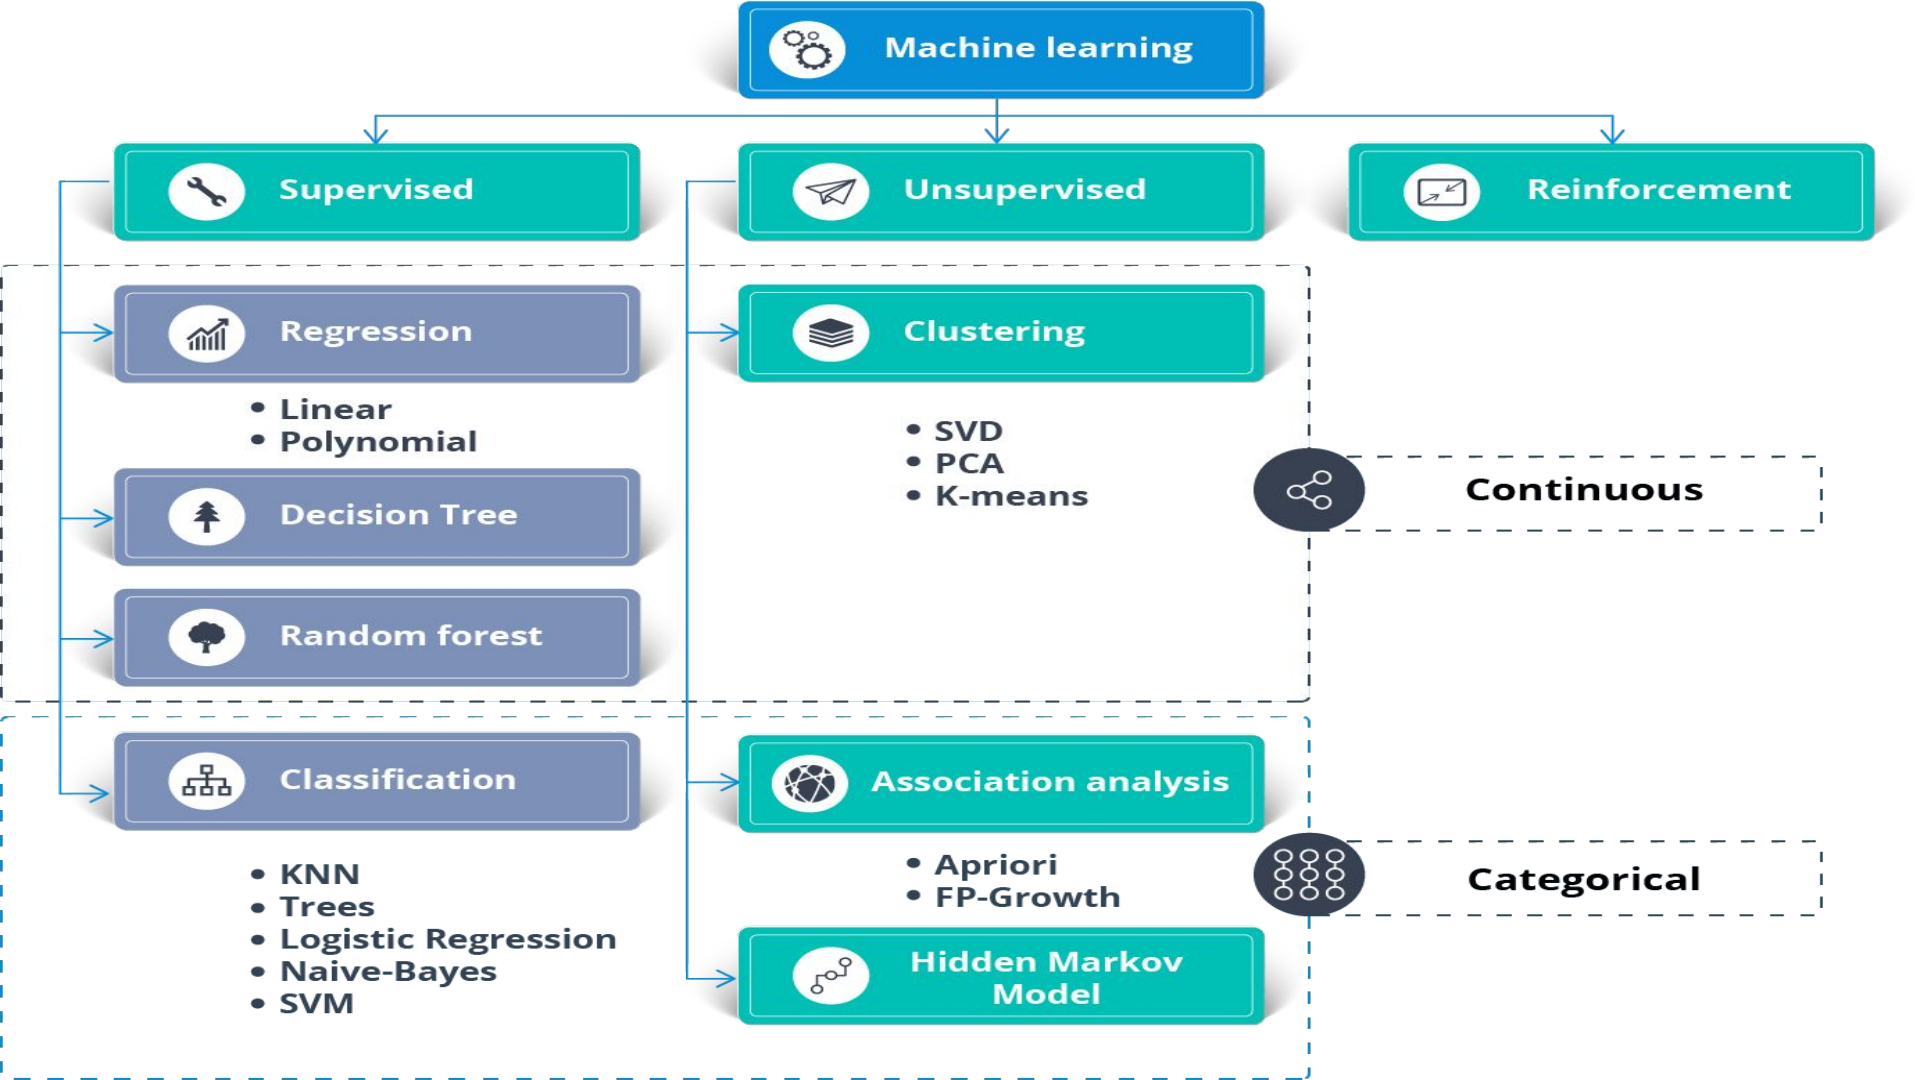 Machine learning
Supervised
Unsupervised
Reinforcement
Regression
• Linear
• Polynomial
Decision Tree
Random forest
Clustering
• SVD
• PCA
• K-means
Continuous
Classification
• KNN
• Trees
• Logistic Regression
• Naive-Bayes
• SVM
Association analysis
• Apriori
• FP-Growth
Hidden Markov
Model
Categorical